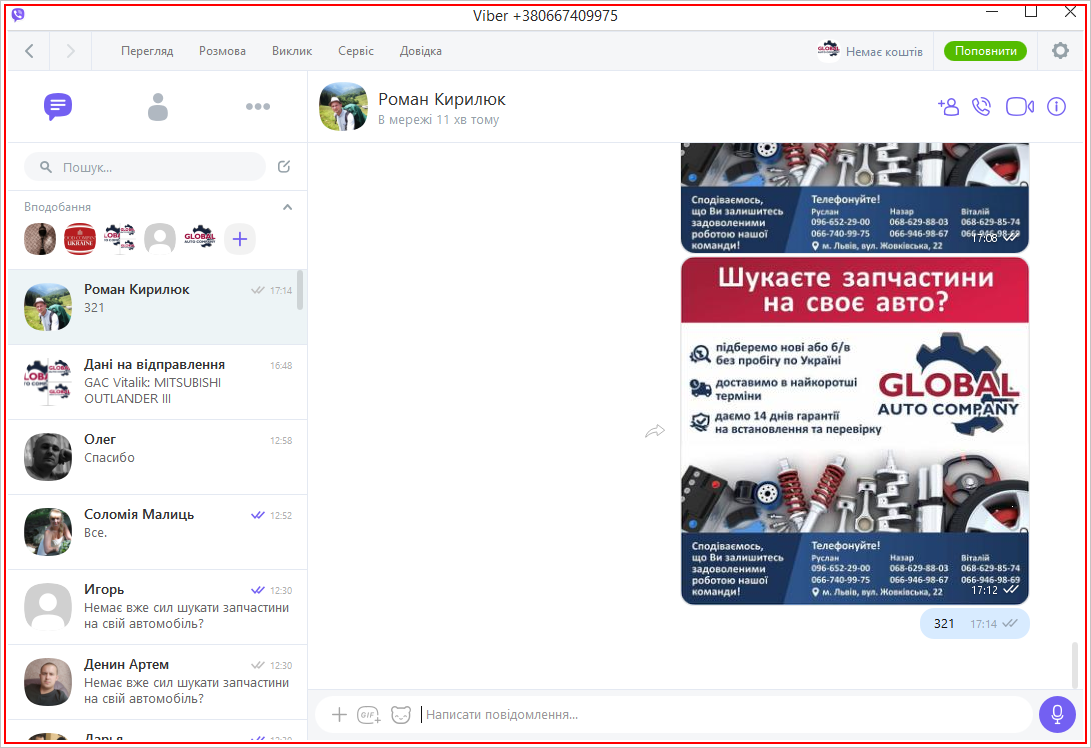 Viber +380667409975
Перегляд Розмова Виклик Сервіс Довідка
GLOBAL
Немає коштів
Поповнити
Роман Кирилюк
В мережі 11 хв тому
Пошук...
Вподобання
UKRAINE
GLOBAL
AUTO COMPANY
Роман Кирилюк
17:14
321
Дані на відправлення
16:48
GAC Vitalik: MITSUBISHI
OUTLANDER III
Олег
12:58
Спасибо
Соломія Малиць
12:52
Все.
Игорь
12:30
Немає вже сил шукати запчастини
на свій автомобіль?
Денин Артем
12:30
Немає вже сил шукати запчастини
на свій автомобіль?
Дарья
12:30
Сподіваємось,
що Ви залишитесь
задоволеними
роботою нашої
команди!
Телефонуйте!
Руслан Назар Віталій
096-652-29-00 068-629-88-03 068-629-85-74
066-740-99-75 066-946-98-67 066-946-98-69
м. Львів, вул. Жовківська, 22
17:08
Шукаєте запчастини
на своє авто?
підберемо нові або б/в
без пробігу по Україні
доставимо в найкоротші
терміни
даємо 14 днів гарантії
на встановлення та перевірку
GLOBAL
AUTO COMPANY
Сподіваємось,
що Ви залишитесь
задоволеними
роботою нашої
команди!
Телефонуйте!
Руслан Назар Віталій
096-652-29-00 068-629-88-03 068-629-85-74
066-740-99-75 066-946-98-67 066-946-98-69
м. Львів, вул. Жовківська, 22
17:12
321 17:14
GIF
Написати повідомлення...